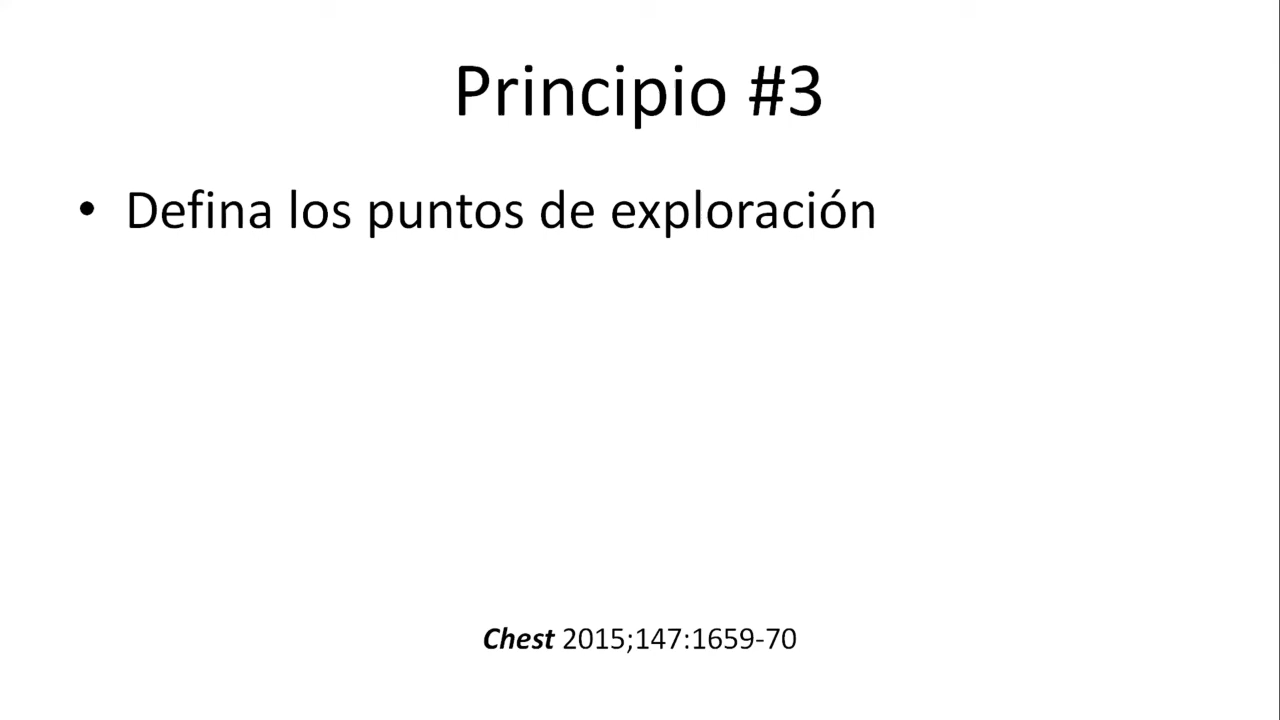 Principio #3
• Defina los puntos de exploración
Chest 2015;147:1659-70